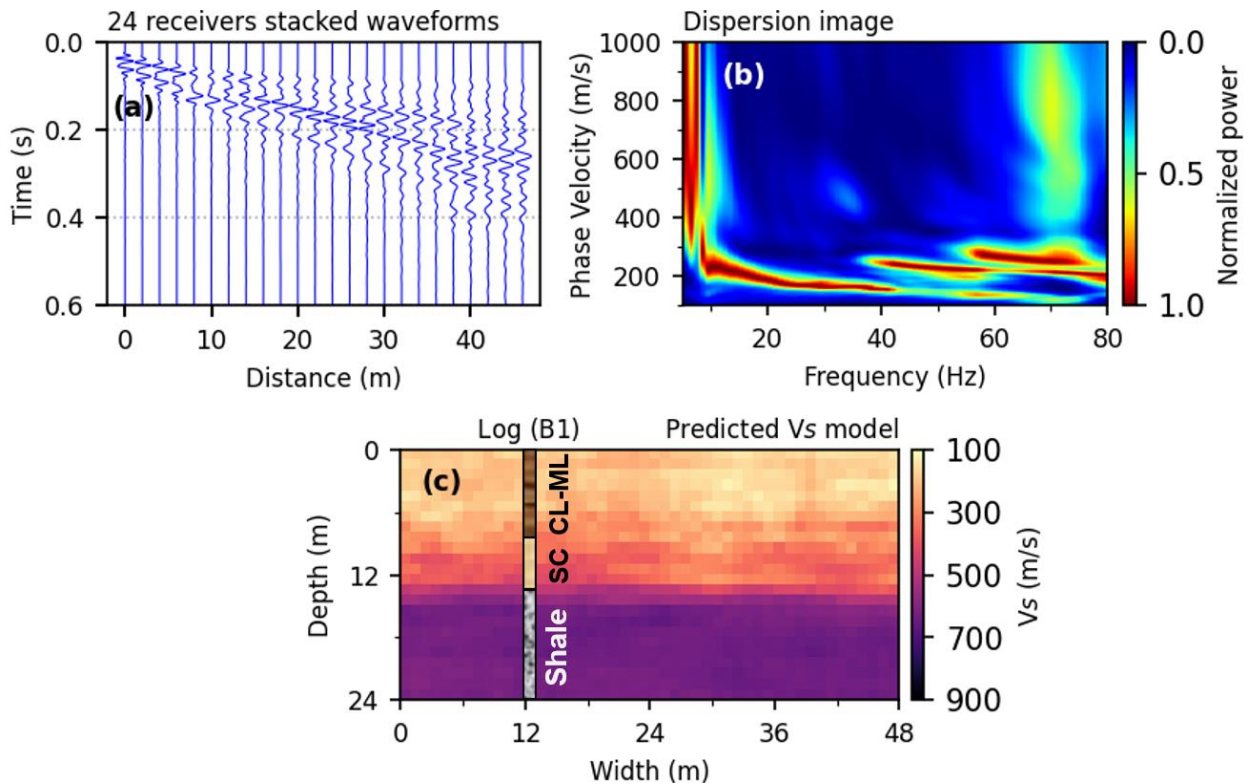 24 receivers stacked waveforms
0.0
0.2
0.4
0.6
Time (s)
(a)
0
10
20
30
40
Distance (m)
Dispersion image
1000
800
600
400
200
Phase Velocity (m/s)
(b)
20
40
60
80
Frequency (Hz)
0.0
0.5
1.0
Normalized power
Log (B1)
Predicted Vs model
0
12
24
Depth (m)
(c)
CL-ML
SC
Shale
0
12
24
36
48
Width (m)
100
300
500
700
900
Vs (m/s)